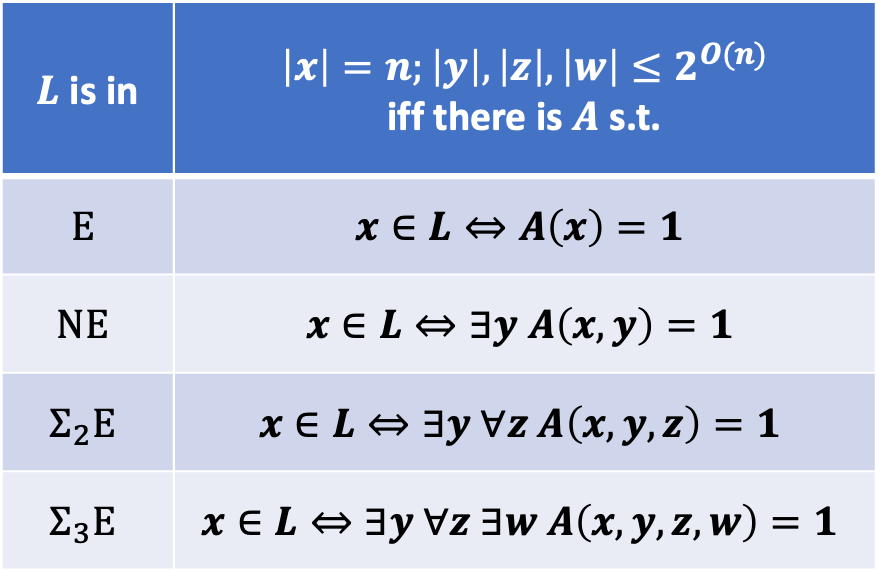 L is in
|x| = n; |y|, |z|, |w| ≤ 2^{O(n)}
iff there is A s.t.
E
x ∈ L ⇔ A(x) = 1
NE
x ∈ L ⇔ ∃y A(x, y) = 1
Σ₂E
x ∈ L ⇔ ∃y ∀z A(x, y, z) = 1
Σ₃E
x ∈ L ⇔ ∃y ∀z ∃w A(x, y, z, w) = 1